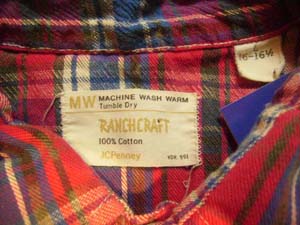 16-16½
MW MACHINE WASH WARM
Tumble Dry
RANCHCRAFT
100% Cotton
JCPenney